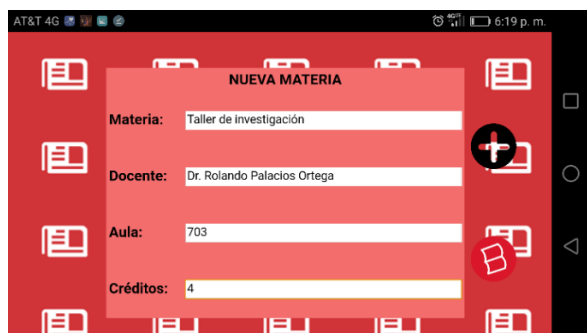 AT&T 4G 4G 6:19 p. m.
NUEVA MATERIA
Materia: Taller de investigación
Docente: Dr. Rolando Palacios Ortega
Aula: 703
Créditos: 4